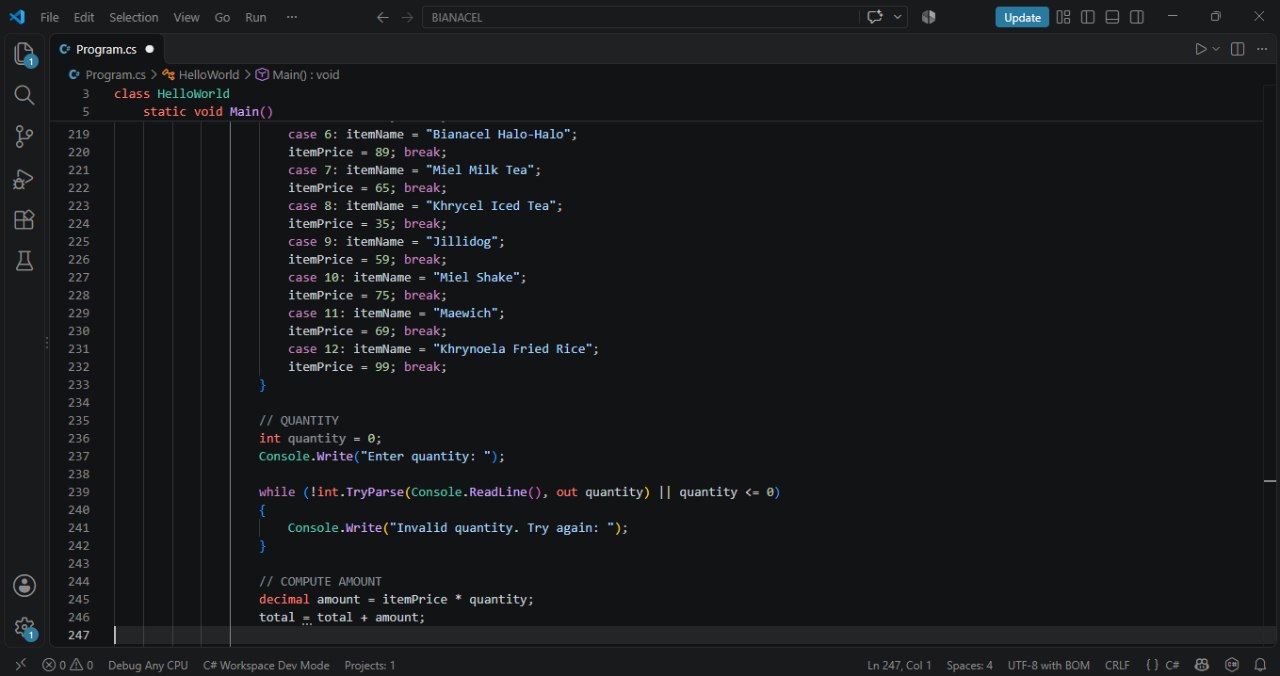 File Edit Selection View Go Run ··· BIANACEL Update
Program.cs
Program.cs > HelloWorld > Main() : void
3 class HelloWorld
5 static void Main()
219 case 6: itemName = "Bianacel Halo-Halo";
220 itemPrice = 89; break;
221 case 7: itemName = "Miel Milk Tea";
222 itemPrice = 65; break;
223 case 8: itemName = "Khrycel Iced Tea";
224 itemPrice = 35; break;
225 case 9: itemName = "Jillidog";
226 itemPrice = 59; break;
227 case 10: itemName = "Miel Shake";
228 itemPrice = 75; break;
229 case 11: itemName = "Maewich";
230 itemPrice = 69; break;
231 case 12: itemName = "Khrynoela Fried Rice";
232 itemPrice = 99; break;
233 }
234
235 // QUANTITY
236 int quantity = 0;
237 Console.Write("Enter quantity: ");
238
239 while (!int.TryParse(Console.ReadLine(), out quantity) || quantity <= 0)
240 {
241 Console.Write("Invalid quantity. Try again: ");
242 }
243
244 // COMPUTE AMOUNT
245 decimal amount = itemPrice * quantity;
246 total = total + amount;
247
1
1
0 0 Debug Any CPU C# Workspace Dev Mode Projects: 1 Ln 247, Col 1 Spaces: 4 UTF-8 with BOM CRLF { } C#